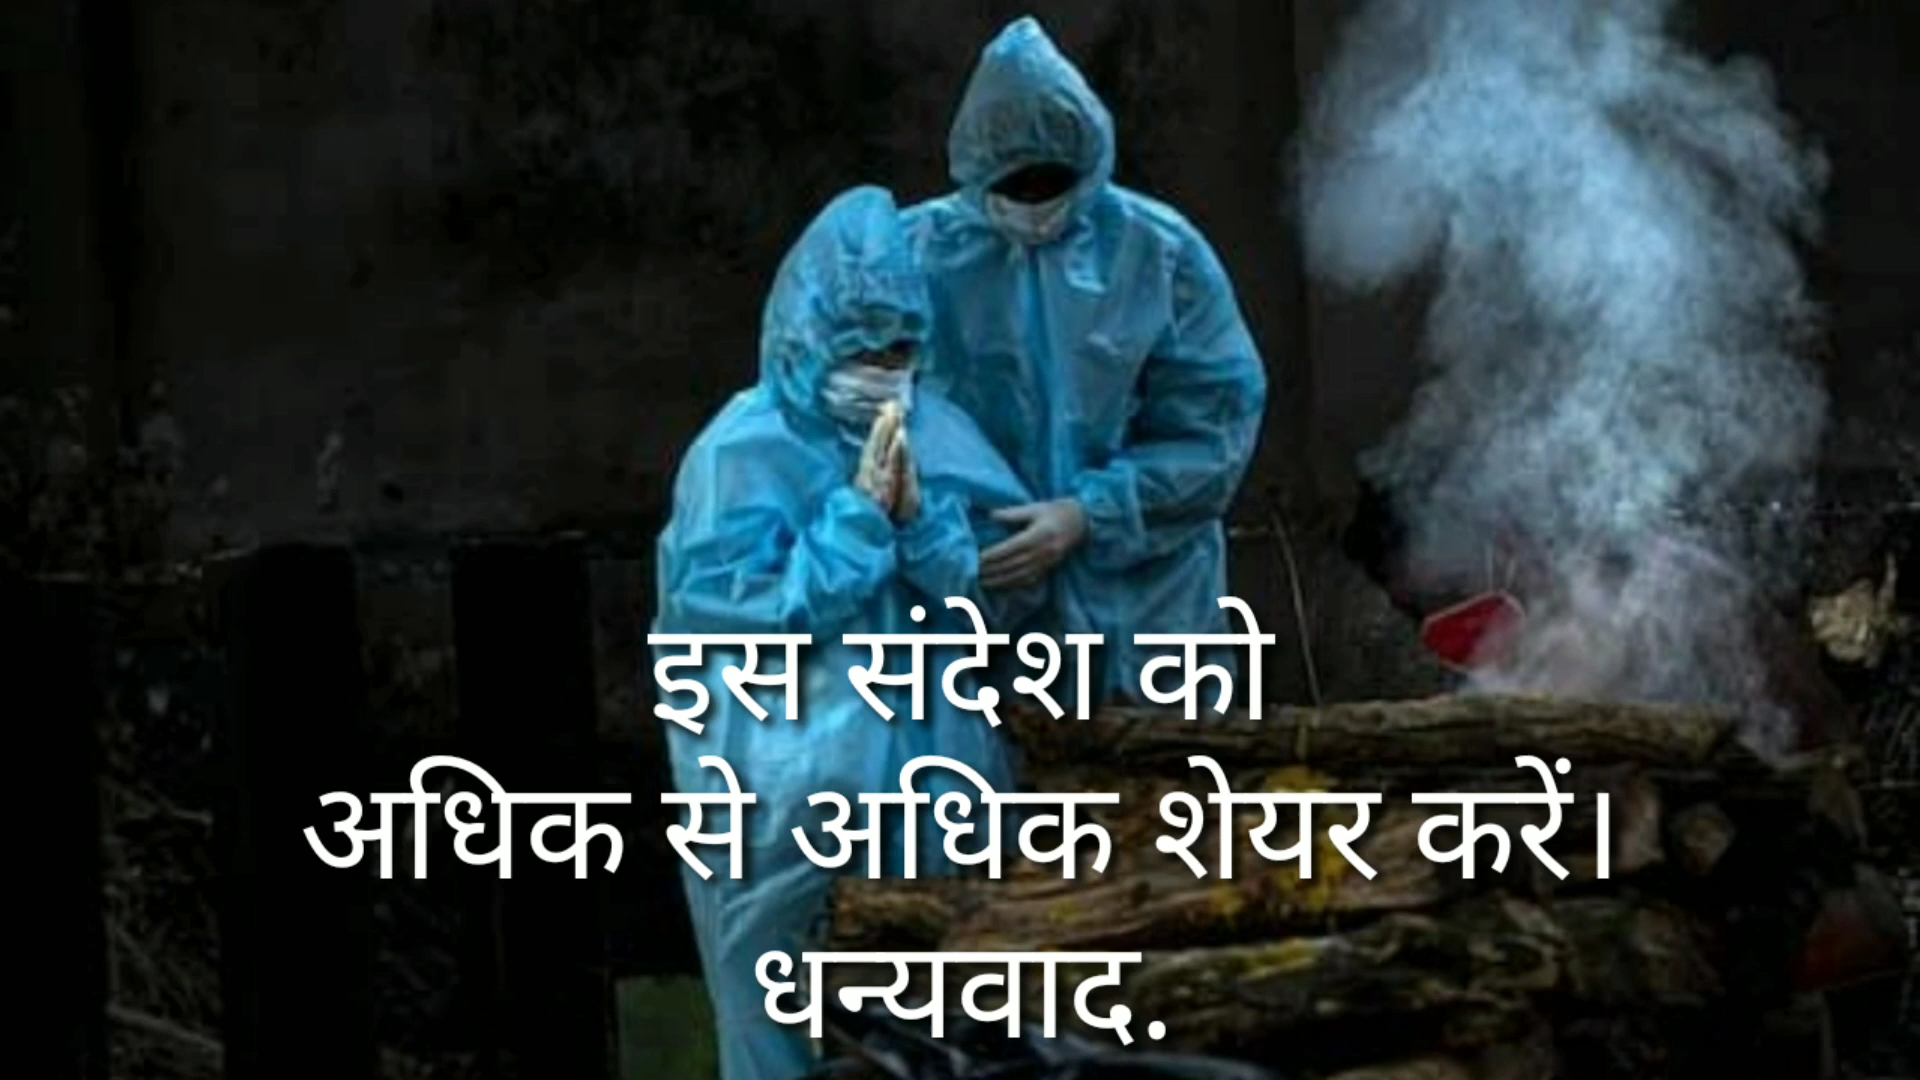 इस संदेश को
अधिक से अधिक शेयर करें।
धन्यवाद.